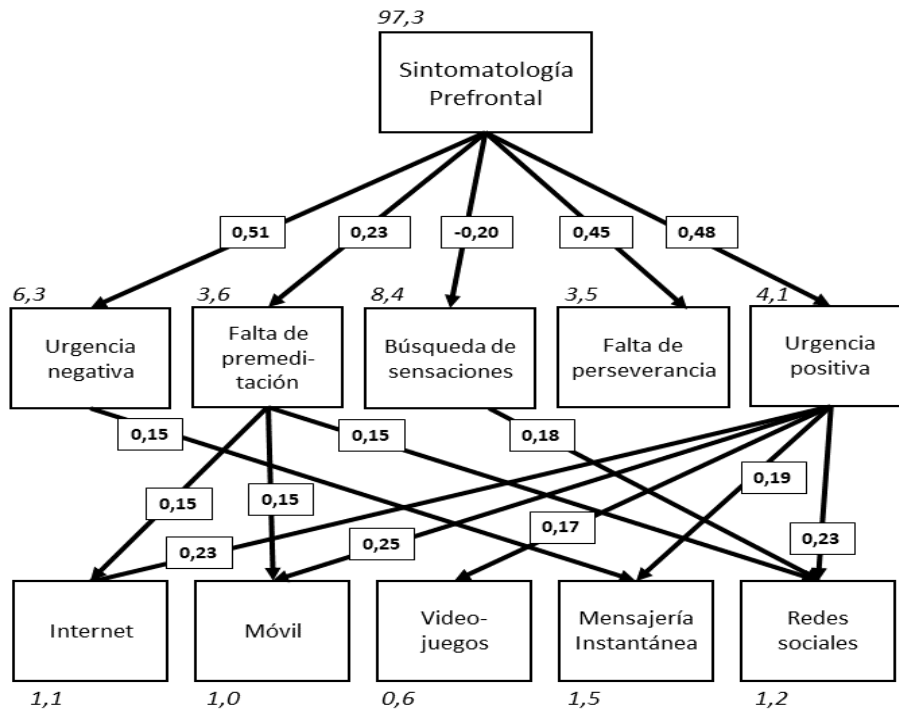 97,3
Sintomatología
Prefrontal
0,51
0,23
-0,20
0,45
0,48
6,3
3,6
8,4
3,5
4,1
Urgencia
negativa
Falta de
premedi-
tación
Búsqueda de
sensaciones
Falta de
perseverancia
Urgencia
positiva
0,15
0,15
0,18
0,15
0,15
0,19
0,23
0,25
0,17
0,23
Internet
Móvil
Video-
juegos
Mensajería
Instantánea
Redes
sociales
1,1
1,0
0,6
1,5
1,2